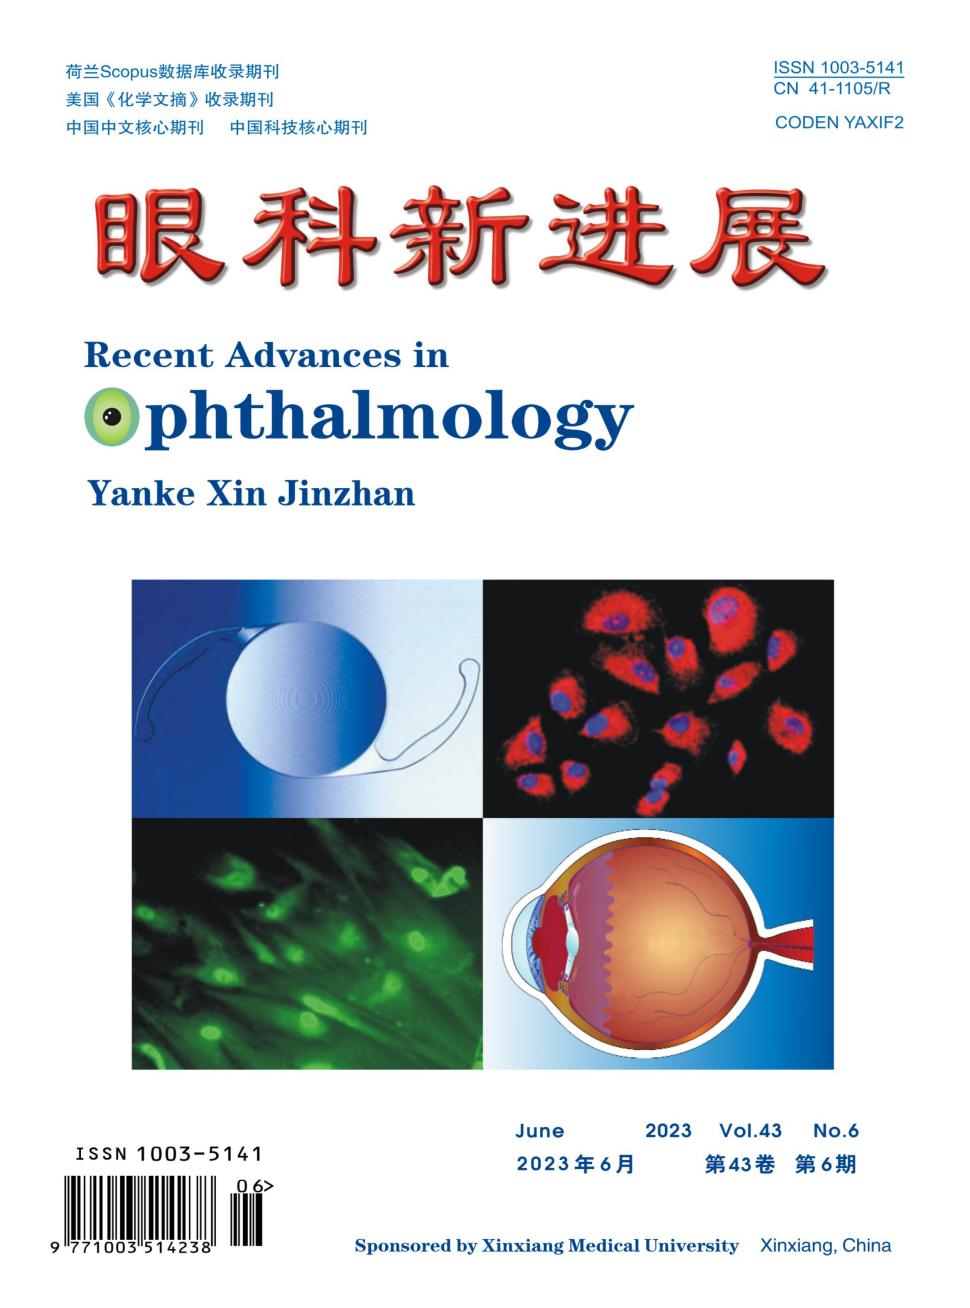 荷兰Scopus数据库收录期刊
美国《化学文摘》收录期刊
中国中文核心期刊 中国科技核心期刊
ISSN 1003-5141
CN 41-1105/R
CODEN YAXIF2
眼科新进展
Recent Advances in
Ophthalmology
Yanke Xin Jinzhan
June 2023 Vol.43 No.6
2023年6月 第43卷 第6期
ISSN 1003-5141
06>
9 771003 514238
Sponsored by Xinxiang Medical University Xinxiang, China